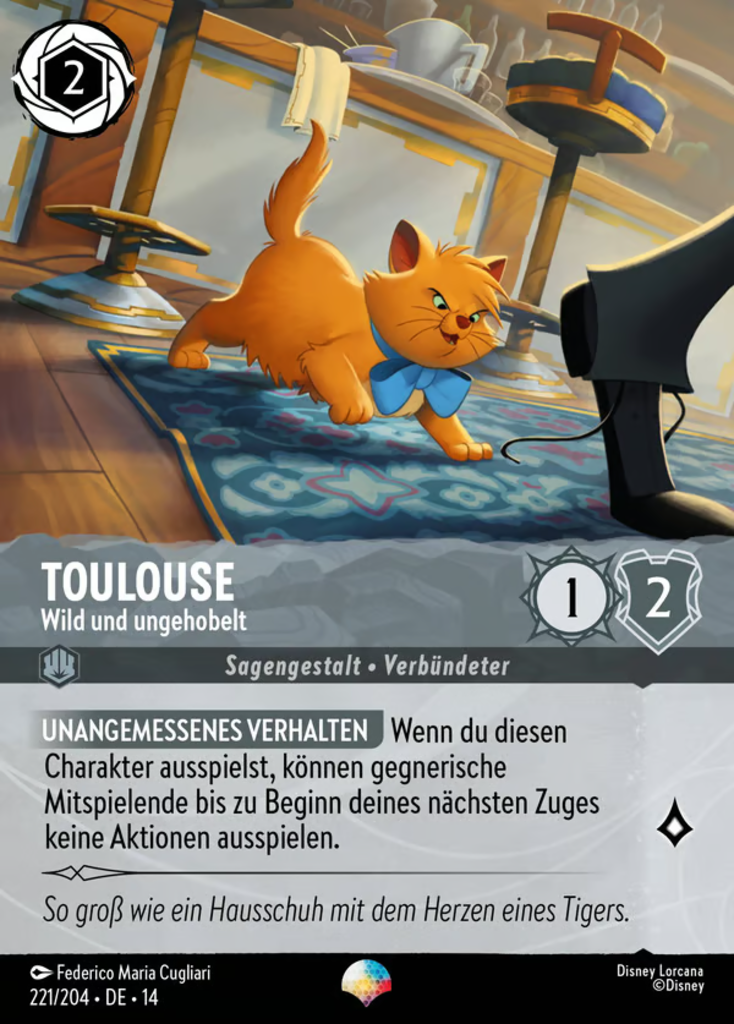 2
TOULOUSE
Wild und ungehobelt
1
2
Sagengestalt • Verbündeter
UNANGEMESSENES VERHALTEN Wenn du diesen
Charakter ausspielst, können gegnerische
Mitspielende bis zu Beginn deines nächsten Zuges
keine Aktionen ausspielen.
So groß wie ein Hausschuh mit dem Herzen eines Tigers.
Federico Maria Cugliari
221/204 • DE • 14
Disney Lorcana
©Disney